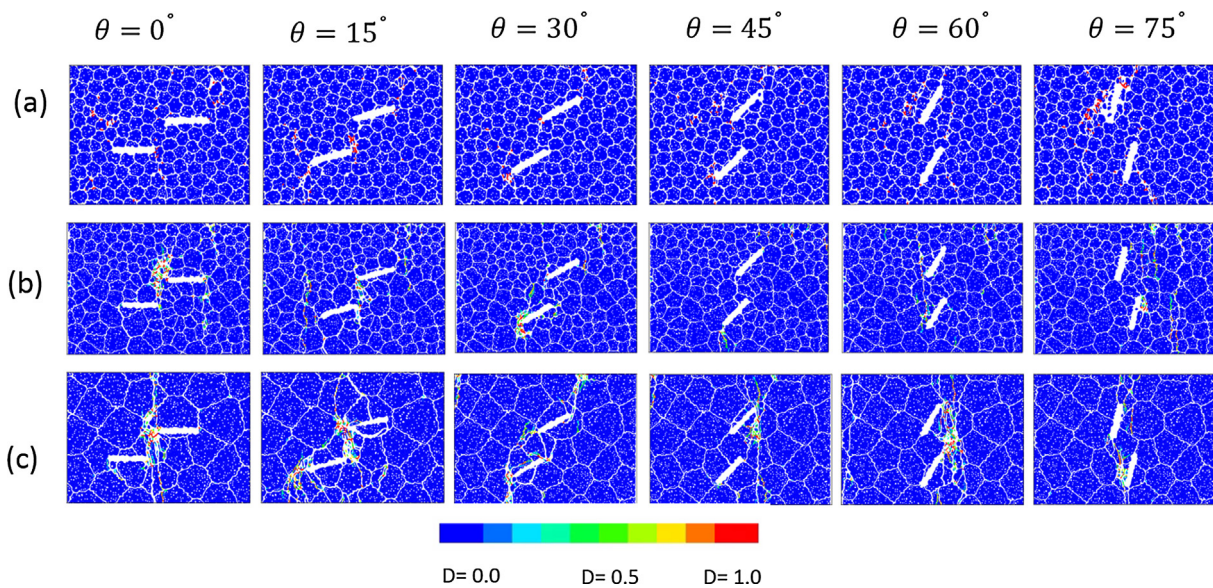 θ = 0° θ = 15° θ = 30° θ = 45° θ = 60° θ = 75°
(a)
(b)
(c)
D= 0.0 D= 0.5 D= 1.0